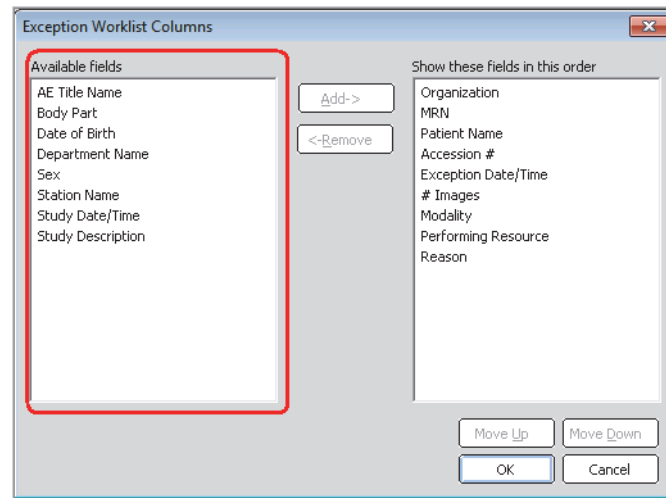 Exception Worklist Columns
Available fields
AE Title Name
Body Part
Date of Birth
Department Name
Sex
Station Name
Study Date/Time
Study Description
Add->
<-Remove
Show these fields in this order
Organization
MRN
Patient Name
Accession #
Exception Date/Time
# Images
Modality
Performing Resource
Reason
Move Up
Move Down
OK
Cancel